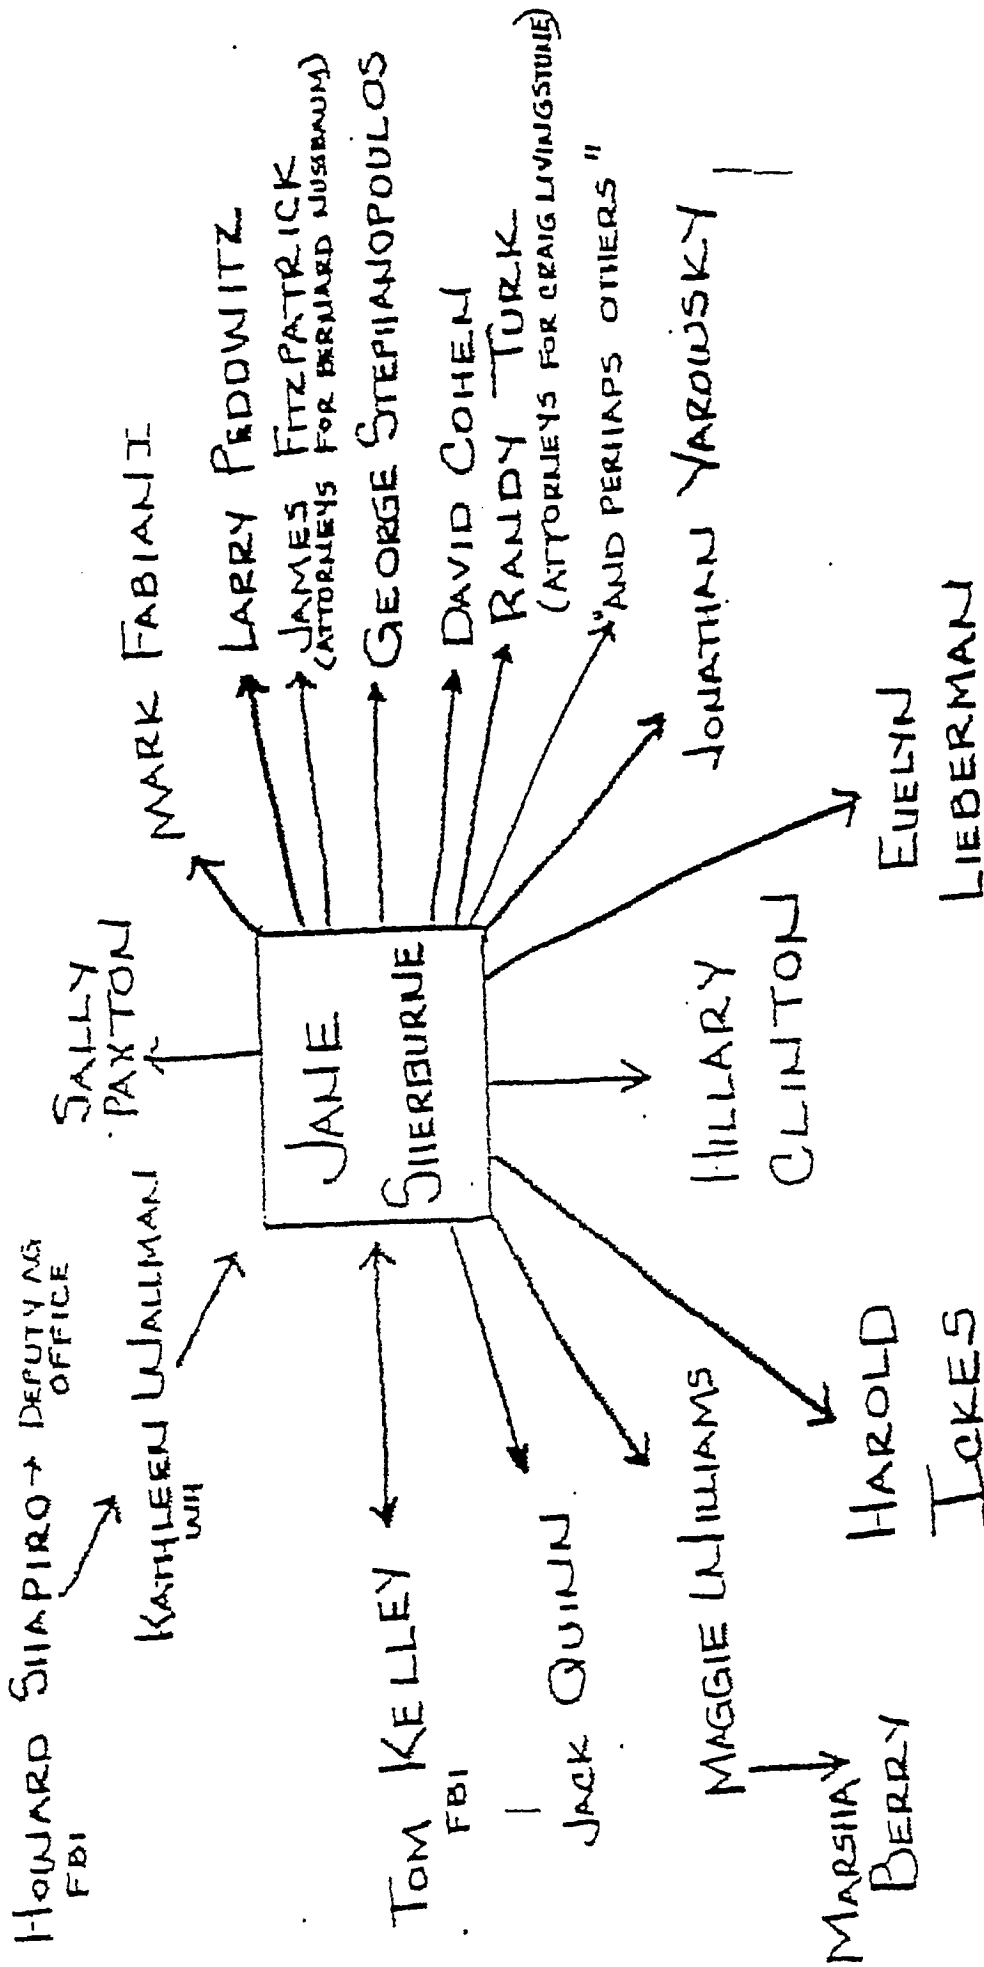 HOWARD SHAPIRO → DEPUTY AG
OFFICE
FBI
KATHLEEN WALLMAN
WH
SALLY
PAXTON
MARK FABIANI
LARRY PEDOWITZ
JAMES FITZPATRICK
(ATTORNEYS FOR BERNARD NUSSBAUM)
GEORGE STEPHANOPOULOS
DAVID COHEN
RANDY TURK
(ATTORNEYS FOR CRAIG LIVINGSTONE)
"AND PERHAPS OTHERS"
JONATHAN YAROWSKY
EVELYN
LIEBERMAN
JANE
SHERBURNE
HILLARY
CLINTON
TOM KELLEY
FBI
JACK QUINN
MAGGIE WILLIAMS
MARSHA
BERRY
HAROLD
ICKES